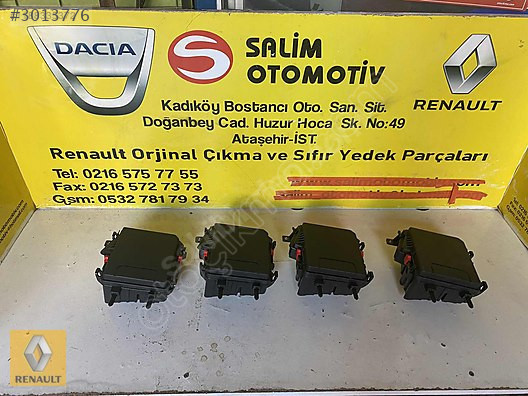 #3013776
DACIA
S
SALİM
OTOMOTİV
RENAULT
Kadıköy Bostancı Oto. San. Sit.
Doğanbey Cad. Huzur Hoca Sk. No:49
Ataşehir-İST.
Renault Orjinal Çıkma ve Sıfır Yedek Parçaları
Tel: 0216 575 77 55
Fax: 0216 572 73 73
Gsm: 0532 781 79 34
RENAULT